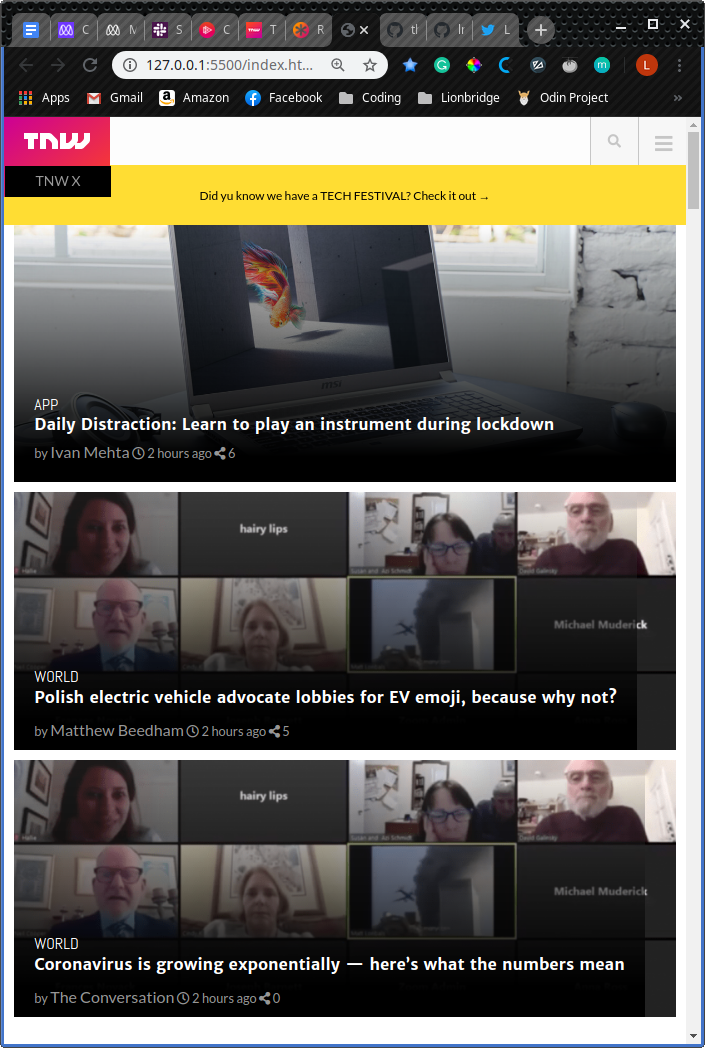 C
M
S
C
T
R
tl
In
L
127.0.0.1:5500/index.ht...
L
Apps
Gmail
Amazon
Facebook
Coding
Lionbridge
Odin Project
»
TNW
TNW X
Did yu know we have a TECH FESTIVAL? Check it out →
msi
APP
Daily Distraction: Learn to play an instrument during lockdown
by Ivan Mehta 2 hours ago 6
hairy lips
Michael Muderick
WORLD
Polish electric vehicle advocate lobbies for EV emoji, because why not?
by Matthew Beedham 2 hours ago 5
hairy lips
Michael Muderick
WORLD
Coronavirus is growing exponentially — here’s what the numbers mean
by The Conversation 2 hours ago 0